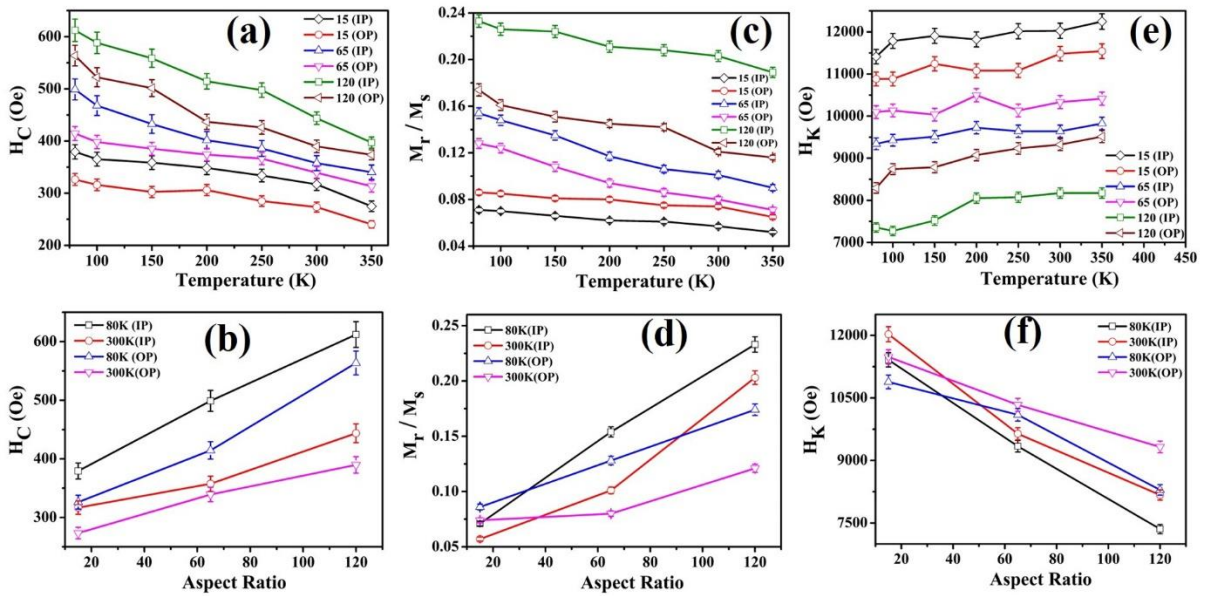 (a)
15 (IP)
15 (OP)
65 (IP)
65 (OP)
120 (IP)
120 (OP)
600
500
400
300
200
H_C (Oe)
100 150 200 250 300 350
Temperature (K)
(c)
15 (IP)
15 (OP)
65 (IP)
65 (OP)
120 (IP)
120 (OP)
0.24
0.20
0.16
0.12
0.08
0.04
M_r / M_s
100 150 200 250 300 350
Temperature (K)
(e)
15 (IP)
15 (OP)
65 (IP)
65 (OP)
120 (IP)
120 (OP)
12000
11000
10000
9000
8000
7000
H_K (Oe)
100 150 200 250 300 350 400 450
Temperature (K)
(b)
80K (IP)
300K(IP)
80K (OP)
300K(OP)
600
500
400
300
H_C (Oe)
20 40 60 80 100 120
Aspect Ratio
(d)
80K(IP)
300K(IP)
80K(OP)
300K(OP)
0.25
0.20
0.15
0.10
0.05
M_r / M_s
20 40 60 80 100 120
Aspect Ratio
(f)
80K(IP)
300K(IP)
80K(OP)
300K(OP)
12000
10500
9000
7500
H_K (Oe)
20 40 60 80 100 120
Aspect Ratio